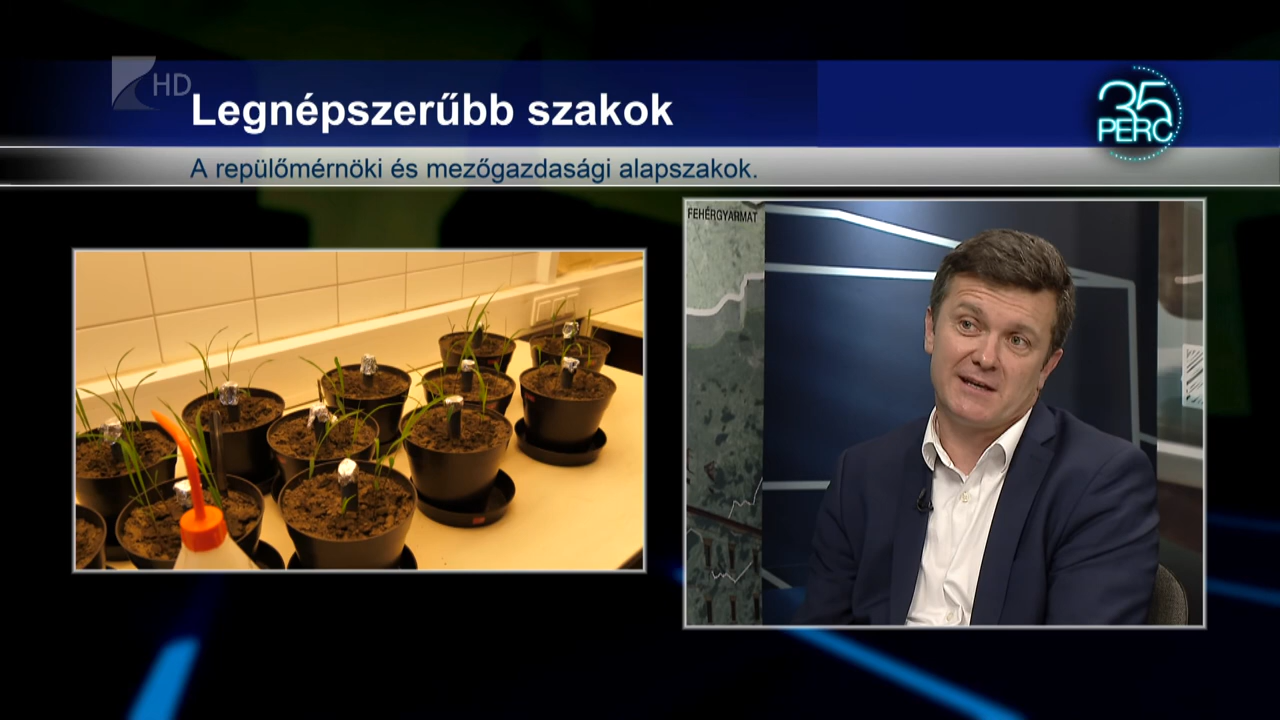 HD
Legnépszerűbb szakok
35
PERC
A repülőmérnöki és mezőgazdasági alapszakok.
FEHÉRGYARMAT